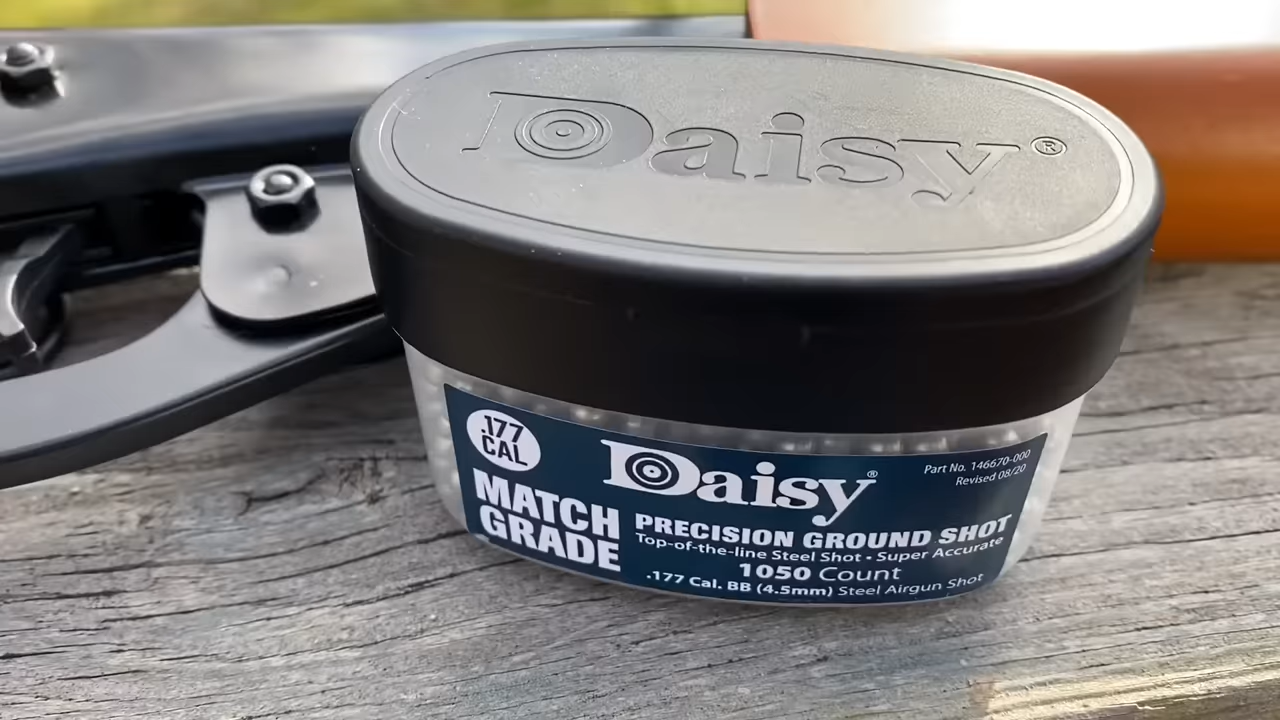 Daisy®
.177
CAL
MATCH
GRADE
Daisy®
Part No. 146670-000
Revised 08/20
PRECISION GROUND SHOT
Top-of-the-line Steel Shot • Super Accurate
1050 Count
.177 Cal. BB (4.5mm) Steel Airgun Shot